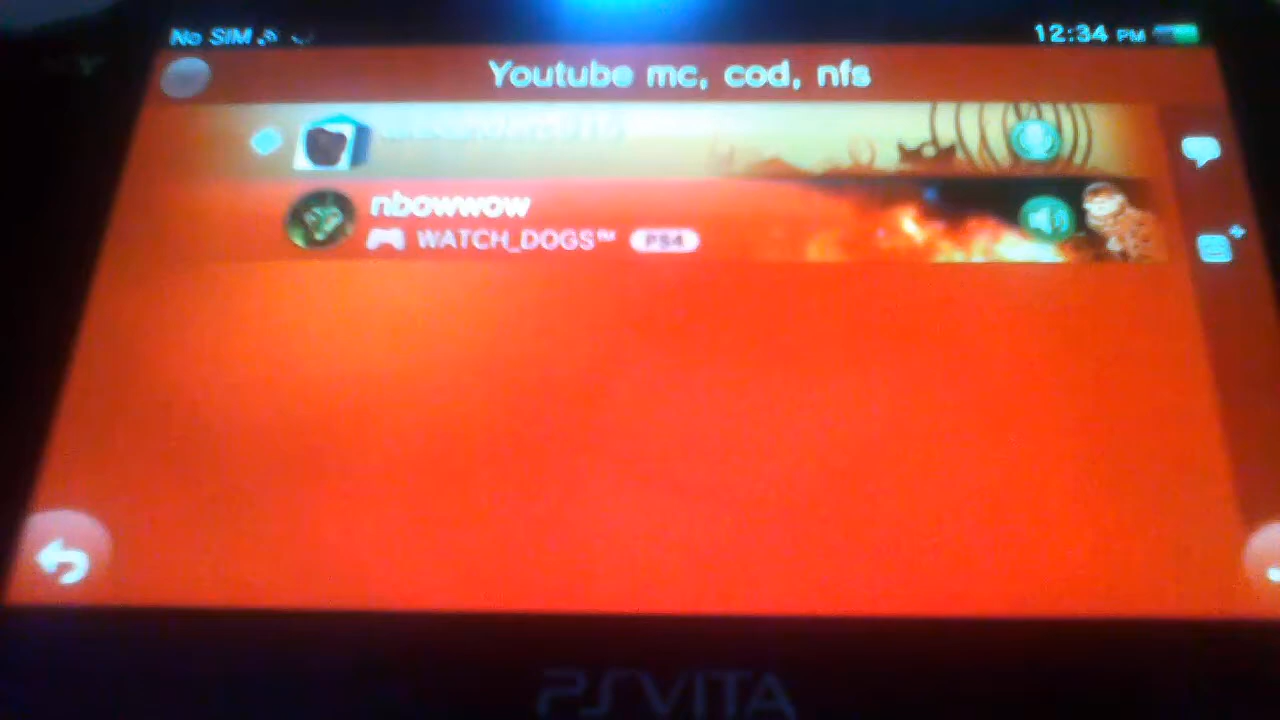 No SIM
12:34 PM
Youtube mc, cod, nfs
nbowwow
WATCH_DOGS™ PS4
PSVITA